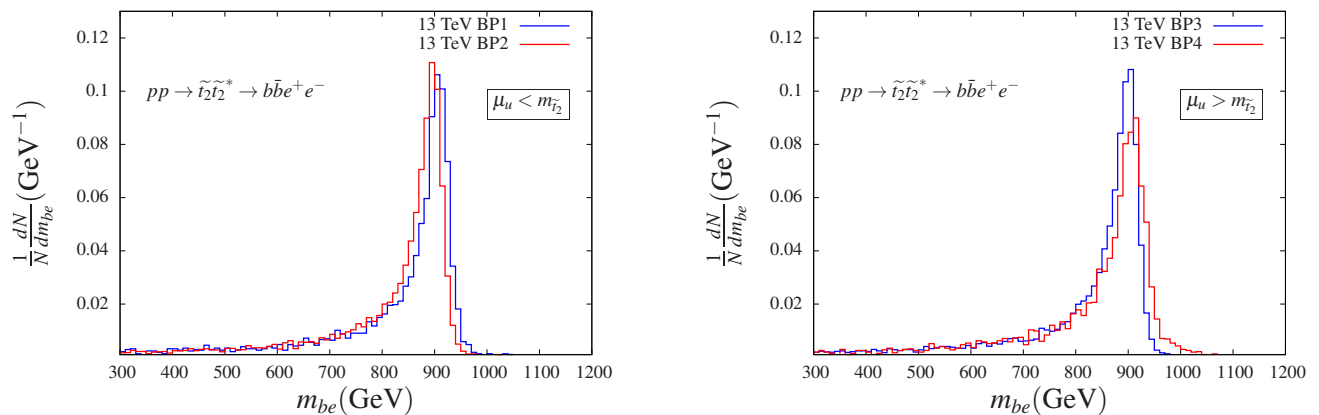 13 TeV BP1
13 TeV BP2
0.12
0.1
0.08
0.06
0.04
0.02
pp → t̃₂t̃₂* → bb̄e⁺e⁻
μᵤ < m_t̃₂
1/N dN/dm_be (GeV⁻¹)
300 400 500 600 700 800 900 1000 1100 1200
m_be(GeV)
13 TeV BP3
13 TeV BP4
0.12
0.1
0.08
0.06
0.04
0.02
pp → t̃₂t̃₂* → bb̄e⁺e⁻
μᵤ > m_t̃₂
1/N dN/dm_be (GeV⁻¹)
300 400 500 600 700 800 900 1000 1100 1200
m_be(GeV)